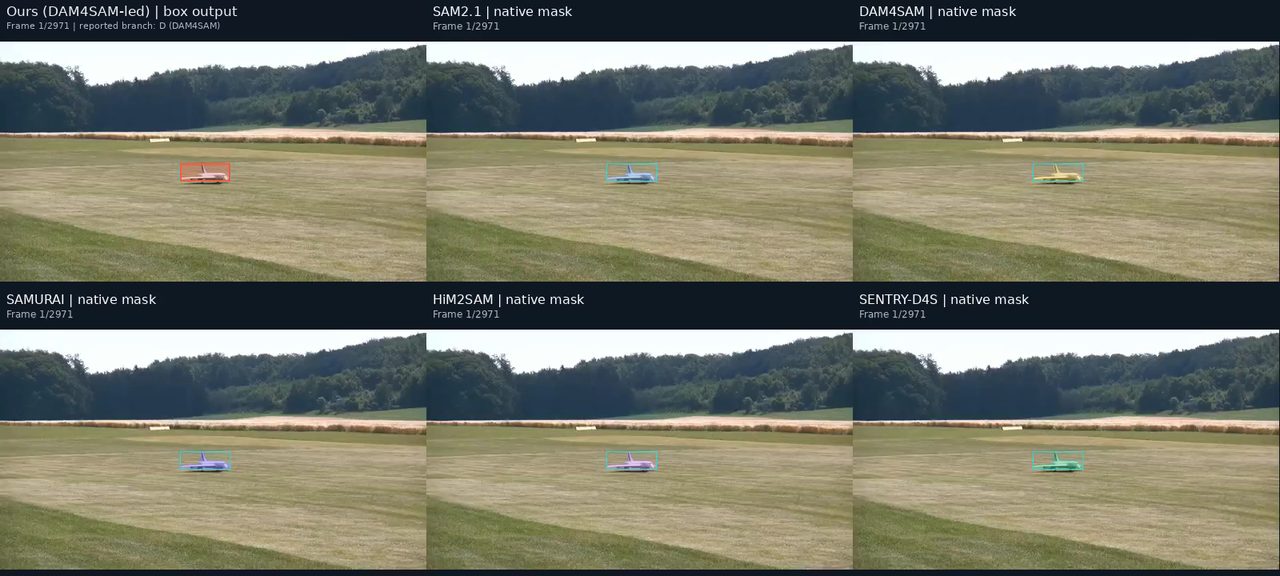 Ours (DAM4SAM-led) | box output
Frame 1/2971 | reported branch: D (DAM4SAM)
SAM2.1 | native mask
Frame 1/2971
DAM4SAM | native mask
Frame 1/2971
SAMURAI | native mask
Frame 1/2971
HiM2SAM | native mask
Frame 1/2971
SENTRY-D4S | native mask
Frame 1/2971